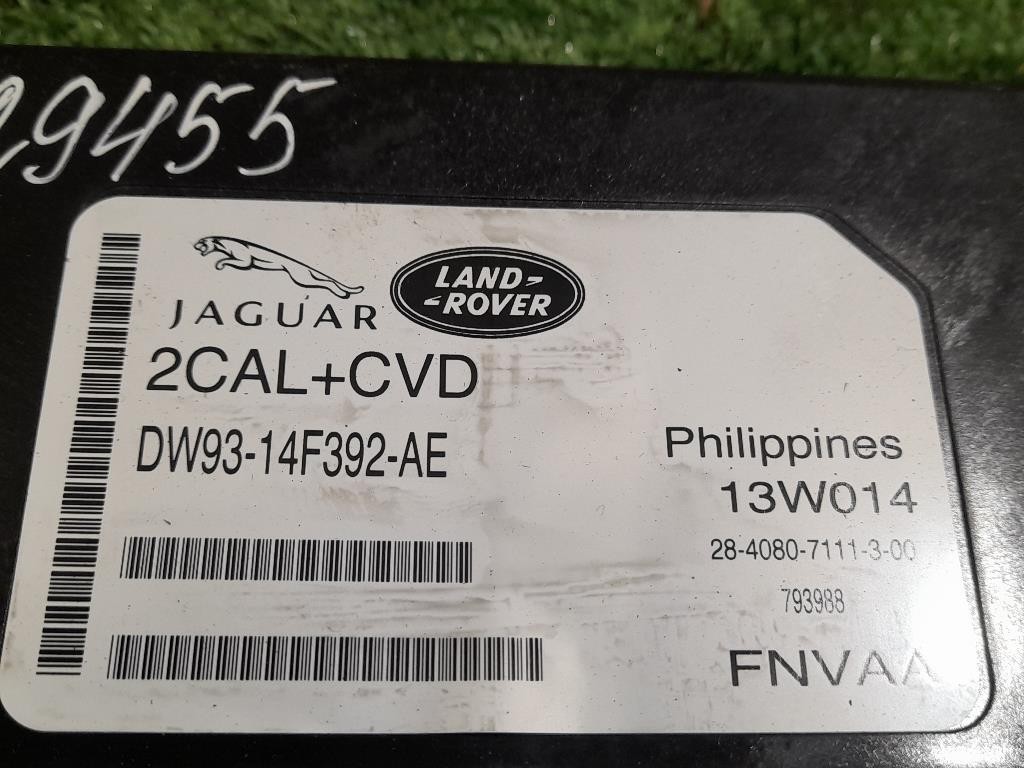 29455
JAGUAR
LAND-
ROVER
2CAL+CVD
DW93-14F392-AE
Philippines
13W014
28-4080-7111-3-00
793988
FNVAA